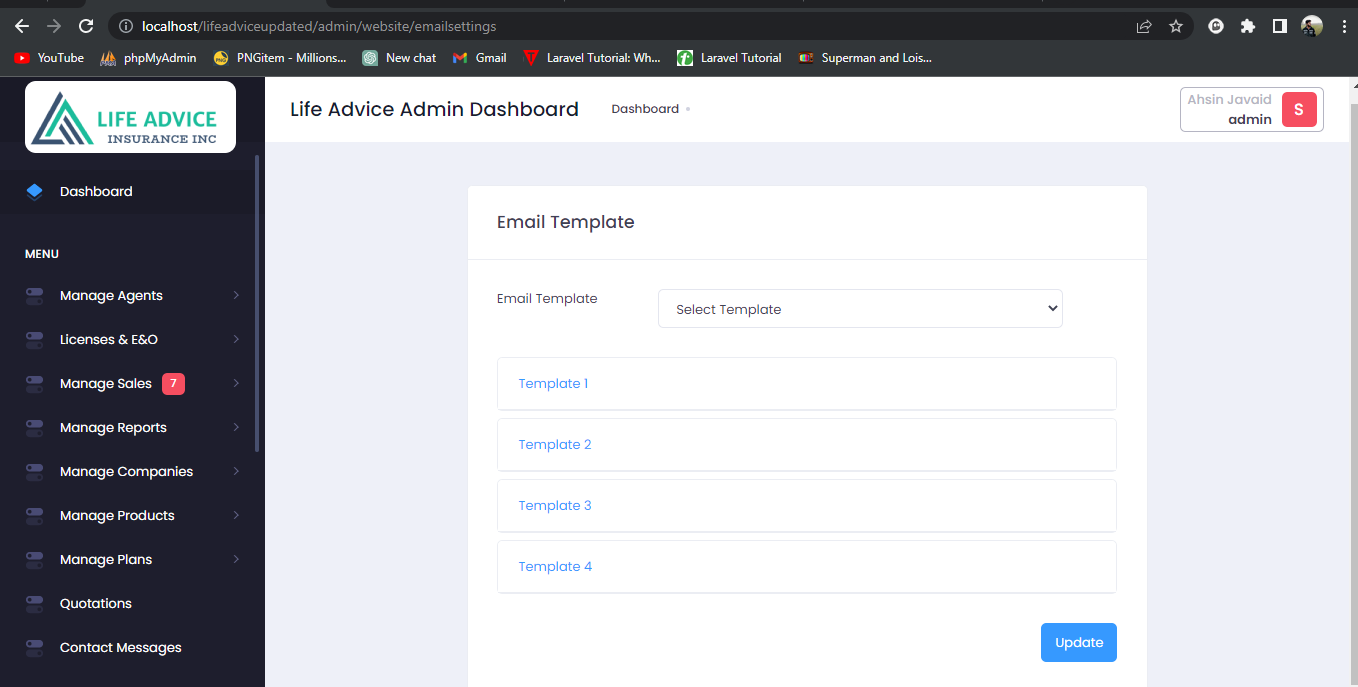 localhost/lifeadviceupdated/admin/website/emailsettings
YouTube phpMyAdmin PNGitem - Millions... New chat Gmail Laravel Tutorial: Wh... Laravel Tutorial Superman and Lois...
LIFE ADVICE
INSURANCE INC
Life Advice Admin Dashboard Dashboard
Ahsin Javaid
admin
S
Dashboard
MENU
Manage Agents
Licenses & E&O
Manage Sales 7
Manage Reports
Manage Companies
Manage Products
Manage Plans
Quotations
Contact Messages
Email Template
Email Template Select Template
Template 1
Template 2
Template 3
Template 4
Update